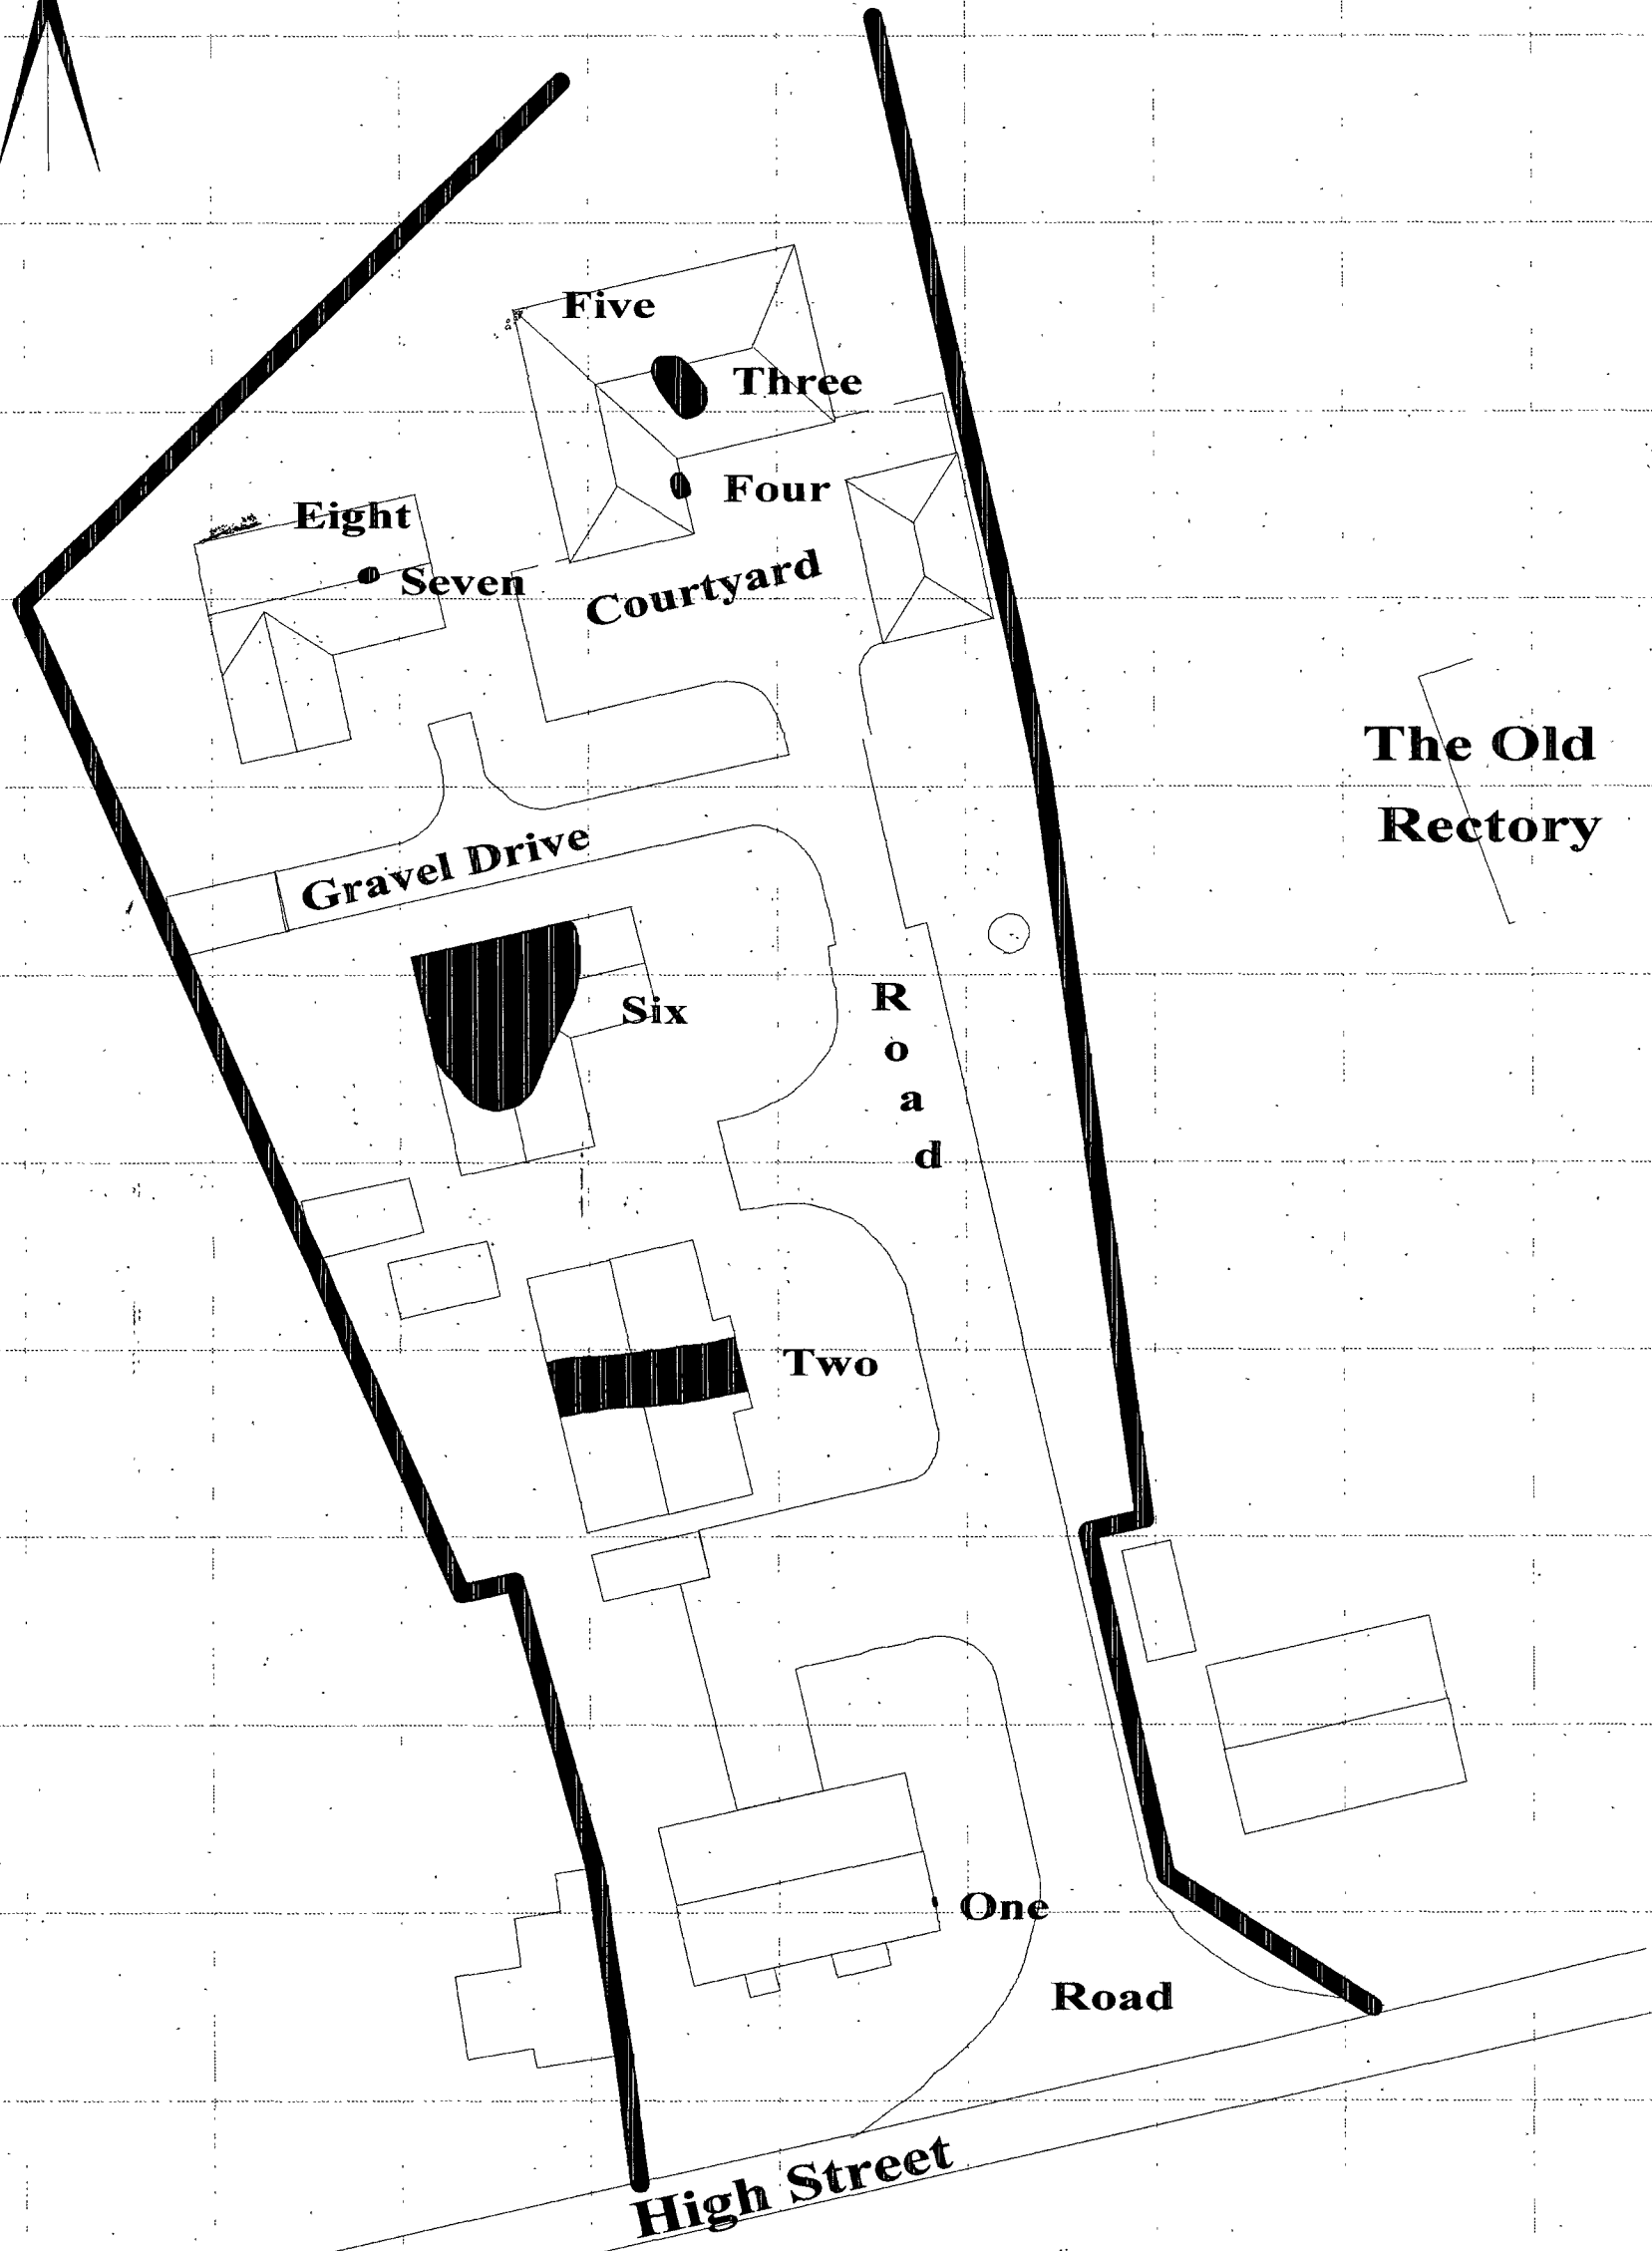 Five
Three
Four
Eight
Seven
Courtyard
The Old
Rectory
Gravel Drive
Six
R
o
a
d
Two
One
Road
High Street